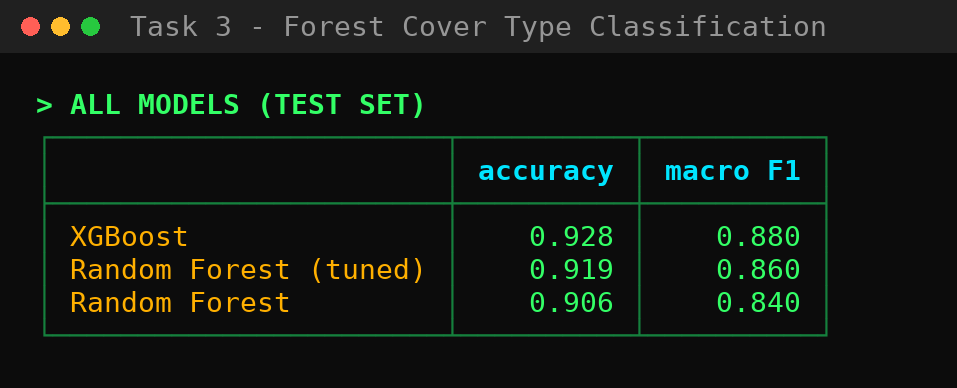 Task 3 - Forest Cover Type Classification
> ALL MODELS (TEST SET)
accuracy macro F1
XGBoost 0.928 0.880
Random Forest (tuned) 0.919 0.860
Random Forest 0.906 0.840